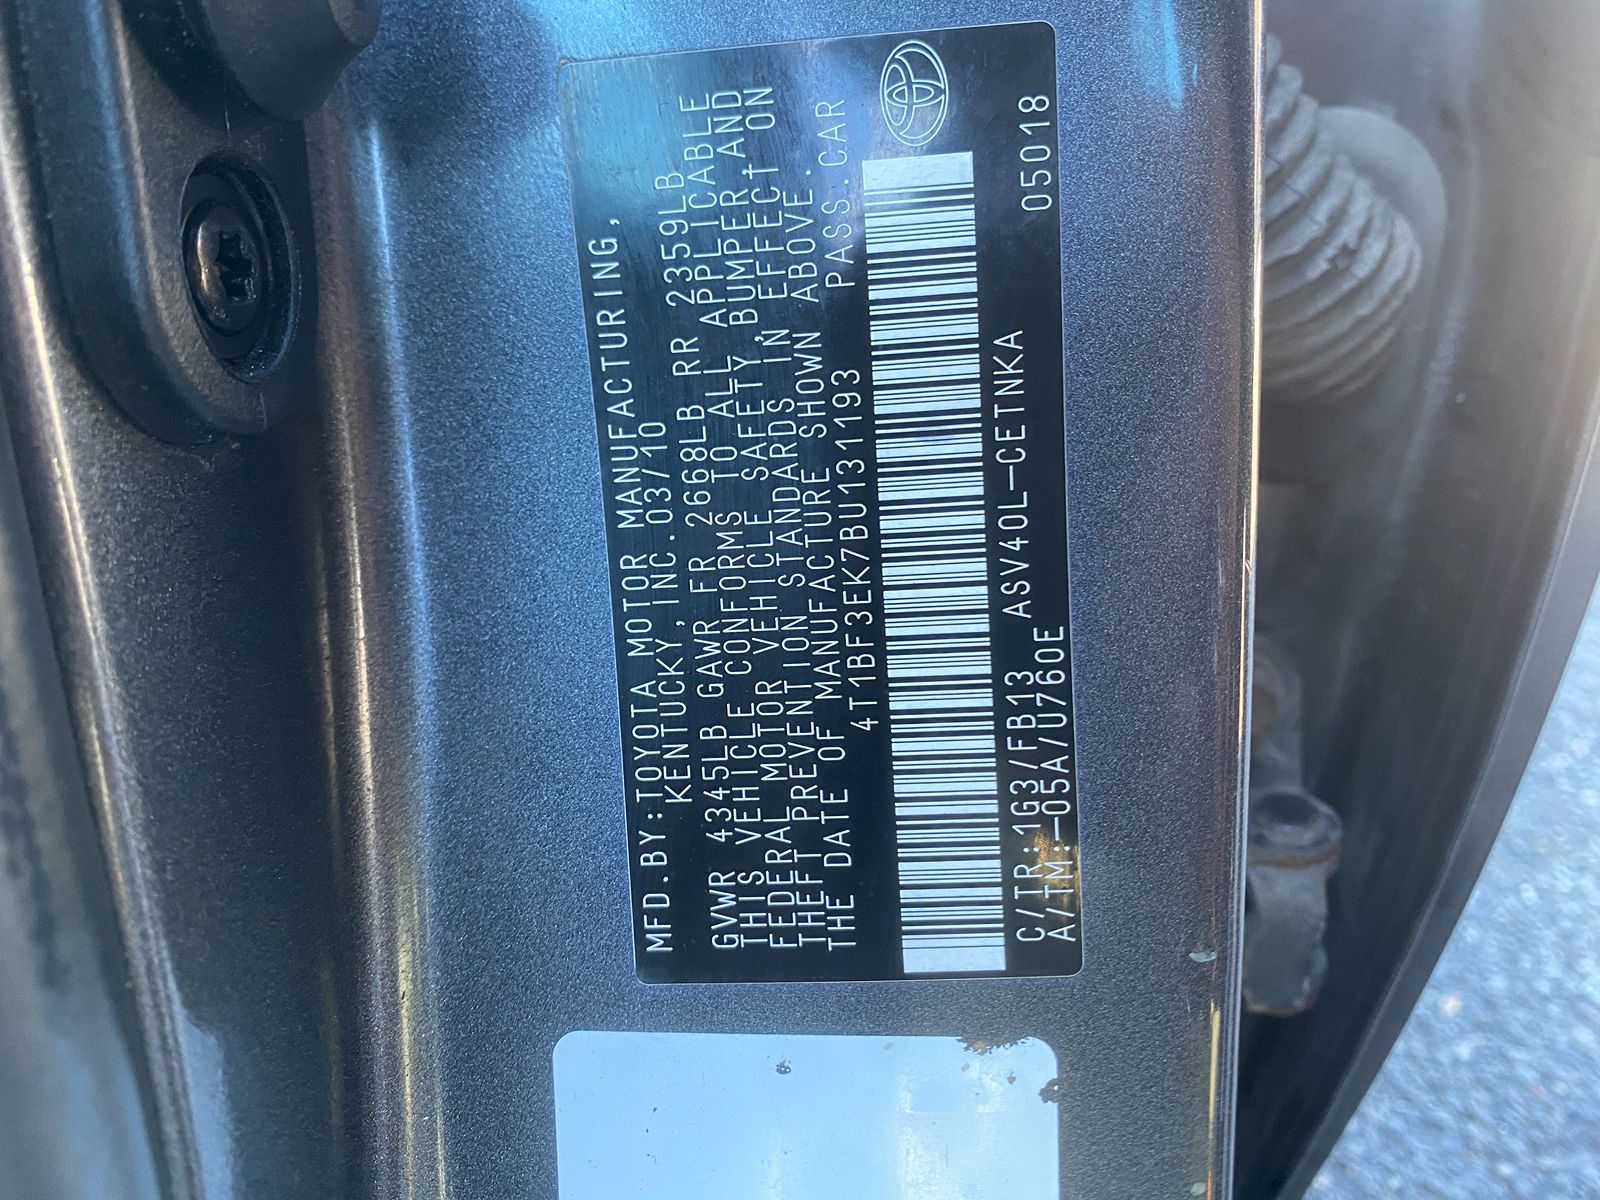 MFD.BY:TOYOTA MOTOR MANUFACTURING,
KENTUCKY,INC.03/10
GVWR 4345LB GAWR FR 2668LB RR 2359LB
THIS VEHICLE CONFORMS TO ALL APPLICABLE
FEDERAL MOTOR VEHICLE SAFETY,BUMPER,AND
THEFT PREVENTION STANDARDS IN EFFECT ON
THE DATE OF MANUFACTURE SHOWN ABOVE.
4T1BF3EK7BU131193 PASS.CAR
C/TR:1G3/FB13 ASV40L-CETNKA 05018
A/TM:-05A/U760E